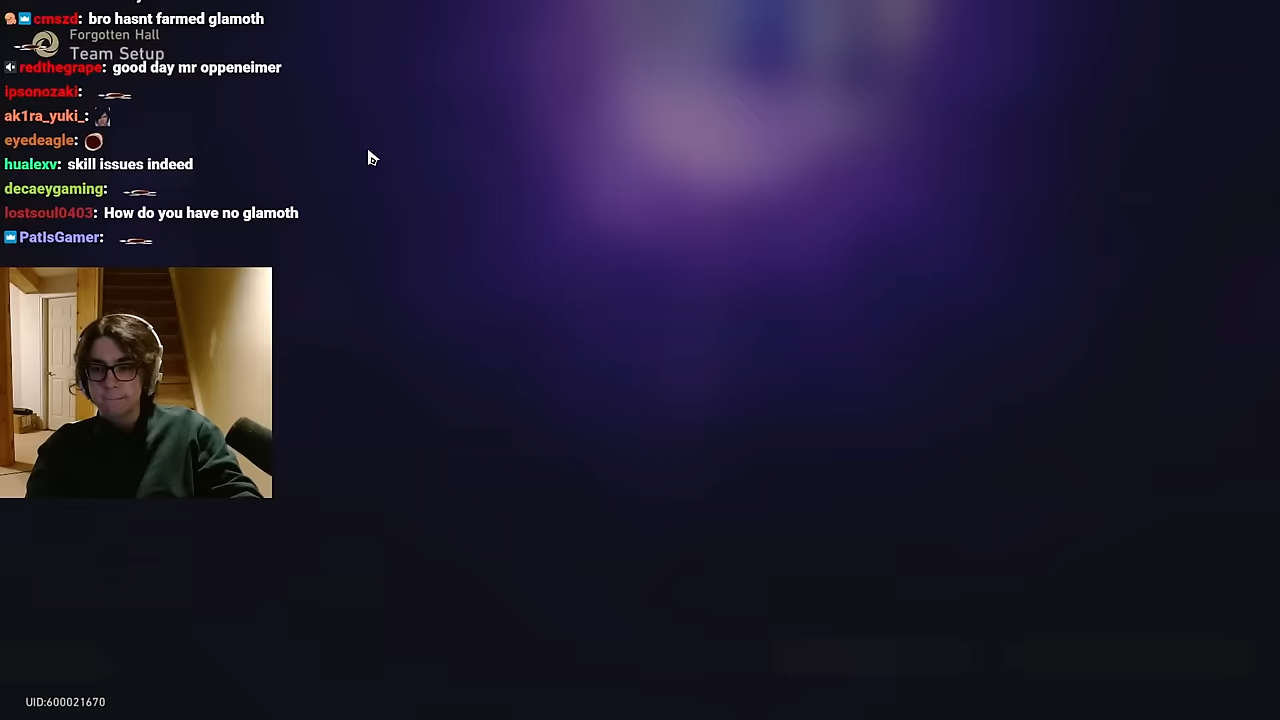 cmszd: bro hasnt farmed glamoth
Forgotten Hall
Team Setup
redthegrape: good day mr oppeneimer
ipsonozaki:
ak1ra_yuki_:
eyedeagle:
hualexv: skill issues indeed
decaeygaming:
lostsoul0403: How do you have no glamoth
PatIsGamer:
UID:600021670